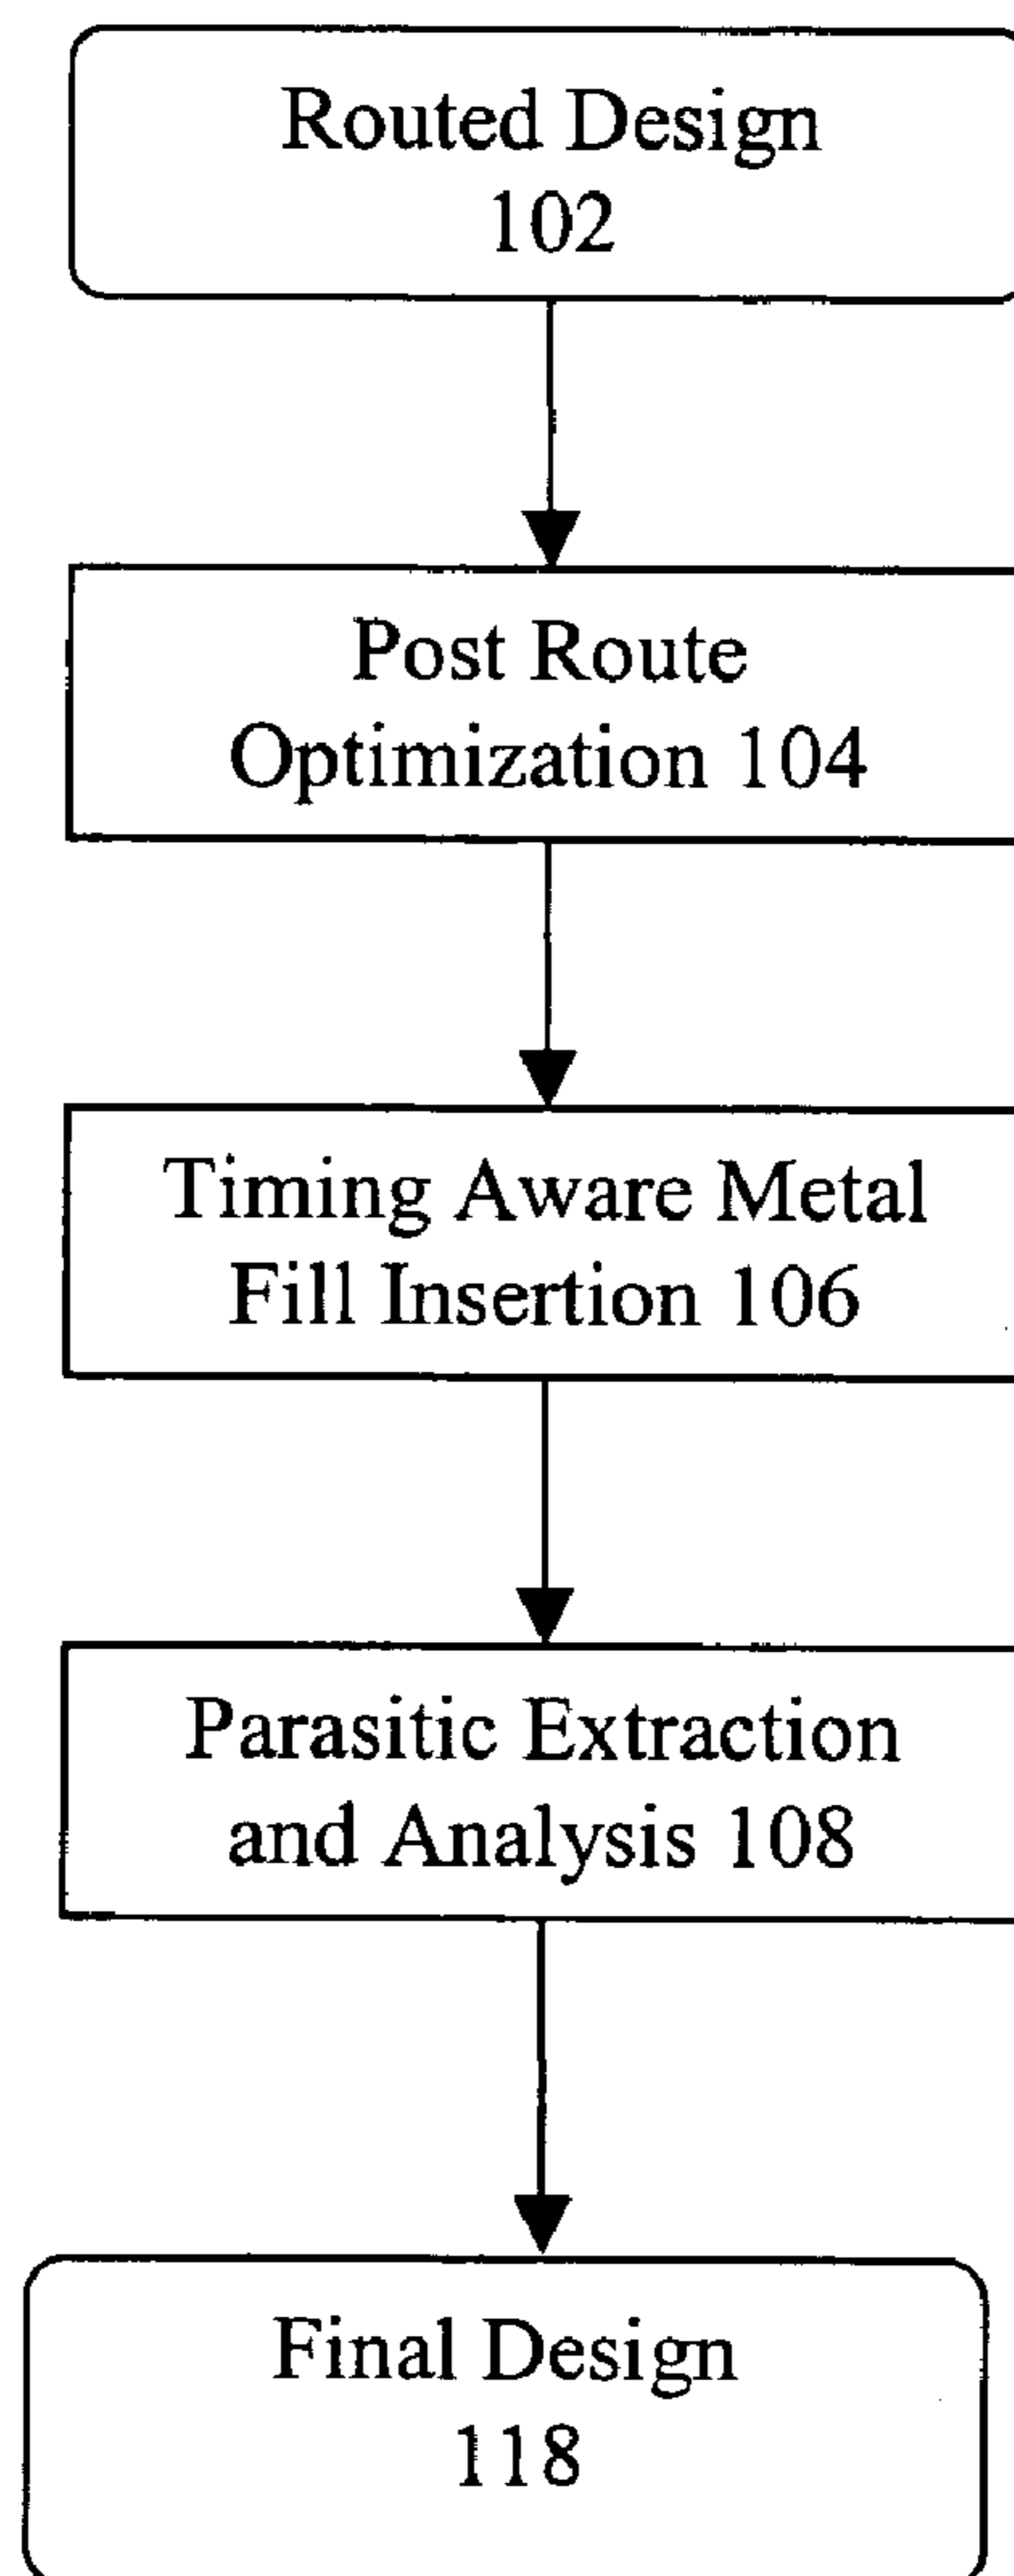 Routed Design
102
Post Route
Optimization 104
Timing Aware Metal
Fill Insertion 106
Parasitic Extraction
and Analysis 108
Final Design
118